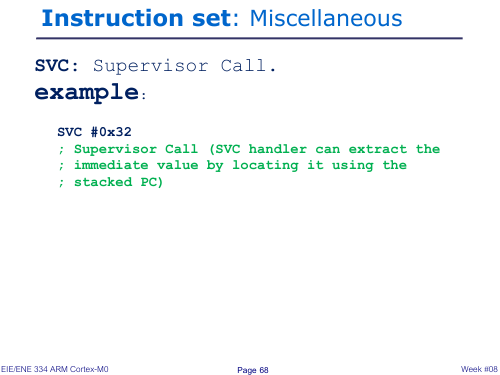 Instruction set: Miscellaneous
SVC: Supervisor Call.
example:
SVC #0x32
; Supervisor Call (SVC handler can extract the
; immediate value by locating it using the
; stacked PC)
EIE/ENE 334 ARM Cortex-M0 Page 68 Week #08